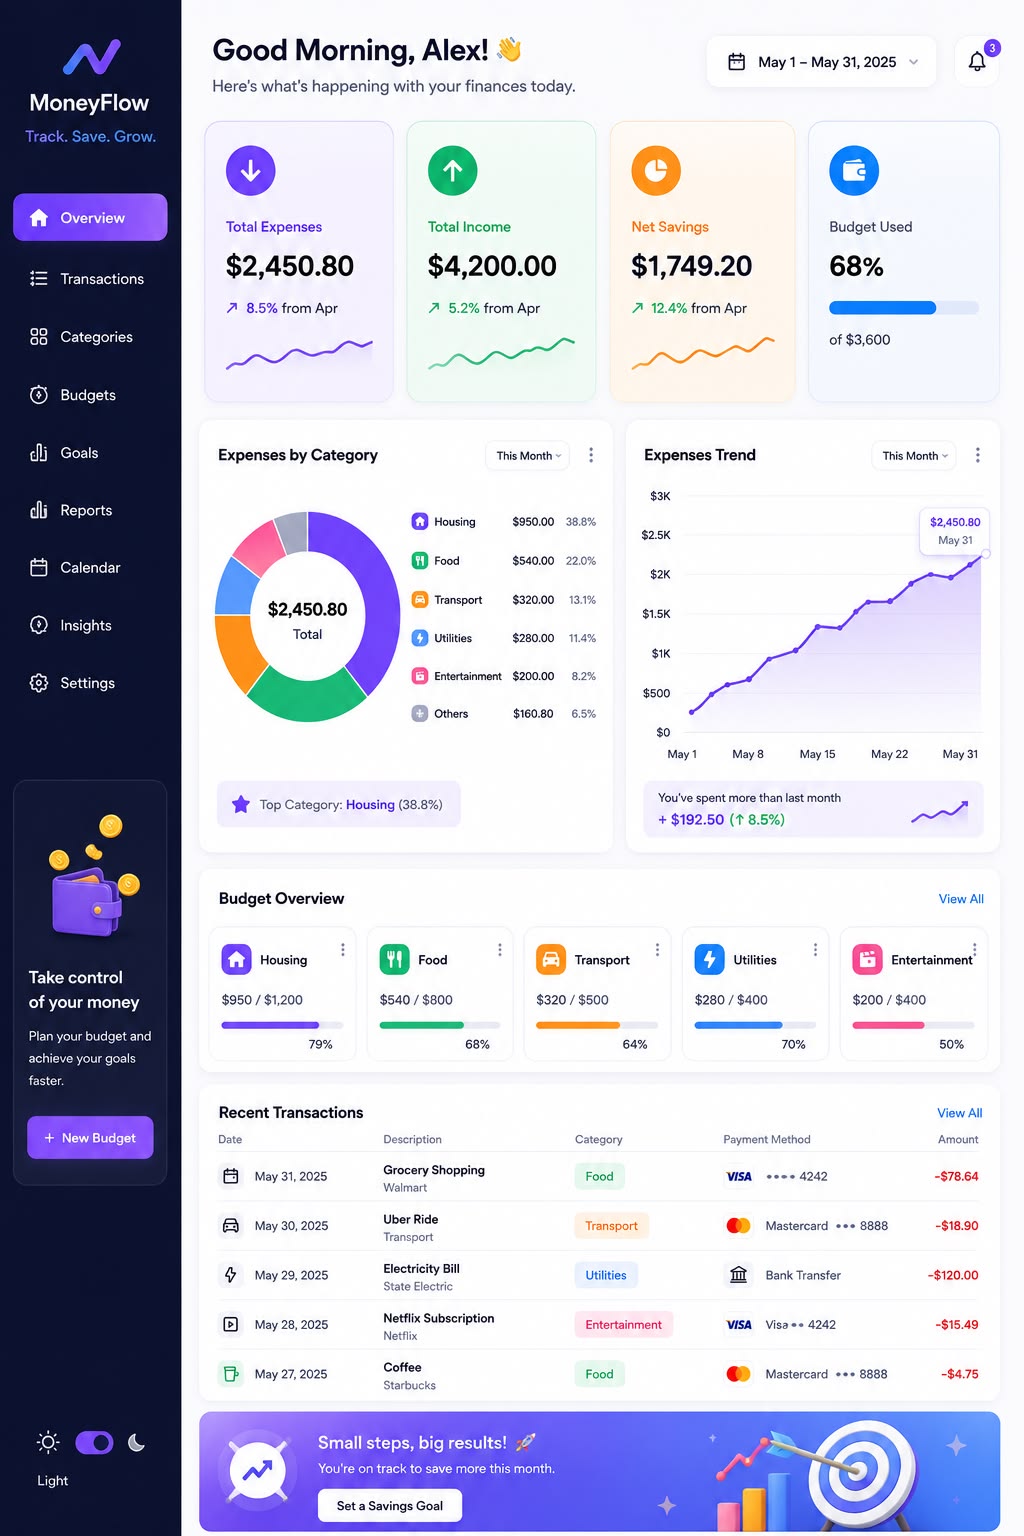 MoneyFlow
Track. Save. Grow.
Overview
Transactions
Categories
Budgets
Goals
Reports
Calendar
Insights
Settings
Take control
of your money
Plan your budget and
achieve your goals
faster.
+ New Budget
Light
Good Morning, Alex! 👋
Here's what's happening with your finances today.
May 1 – May 31, 2025
3
Total Expenses
$2,450.80
↗ 8.5% from Apr
Total Income
$4,200.00
↗ 5.2% from Apr
Net Savings
$1,749.20
↗ 12.4% from Apr
Budget Used
68%
of $3,600
Expenses by Category
This Month
$2,450.80
Total
Housing $950.00 38.8%
Food $540.00 22.0%
Transport $320.00 13.1%
Utilities $280.00 11.4%
Entertainment $200.00 8.2%
Others $160.80 6.5%
Top Category: Housing (38.8%)
Expenses Trend
This Month
$3K
$2.5K
$2K
$1.5K
$1K
$500
$0
$2,450.80
May 31
May 1 May 8 May 15 May 22 May 31
You've spent more than last month
+ $192.50 (↑ 8.5%)
Budget Overview
View All
Housing
$950 / $1,200
79%
Food
$540 / $800
68%
Transport
$320 / $500
64%
Utilities
$280 / $400
70%
Entertainment
$200 / $400
50%
Recent Transactions
View All
Date Description Category Payment Method Amount
May 31, 2025 Grocery Shopping Food VISA •••• 4242 -$78.64
Walmart
May 30, 2025 Uber Ride Transport Mastercard ••• 8888 -$18.90
Transport
May 29, 2025 Electricity Bill Utilities Bank Transfer -$120.00
State Electric
May 28, 2025 Netflix Subscription Entertainment VISA Visa •• 4242 -$15.49
Netflix
May 27, 2025 Coffee Food Mastercard ••• 8888 -$4.75
Starbucks
Small steps, big results! 🚀
You're on track to save more this month.
Set a Savings Goal